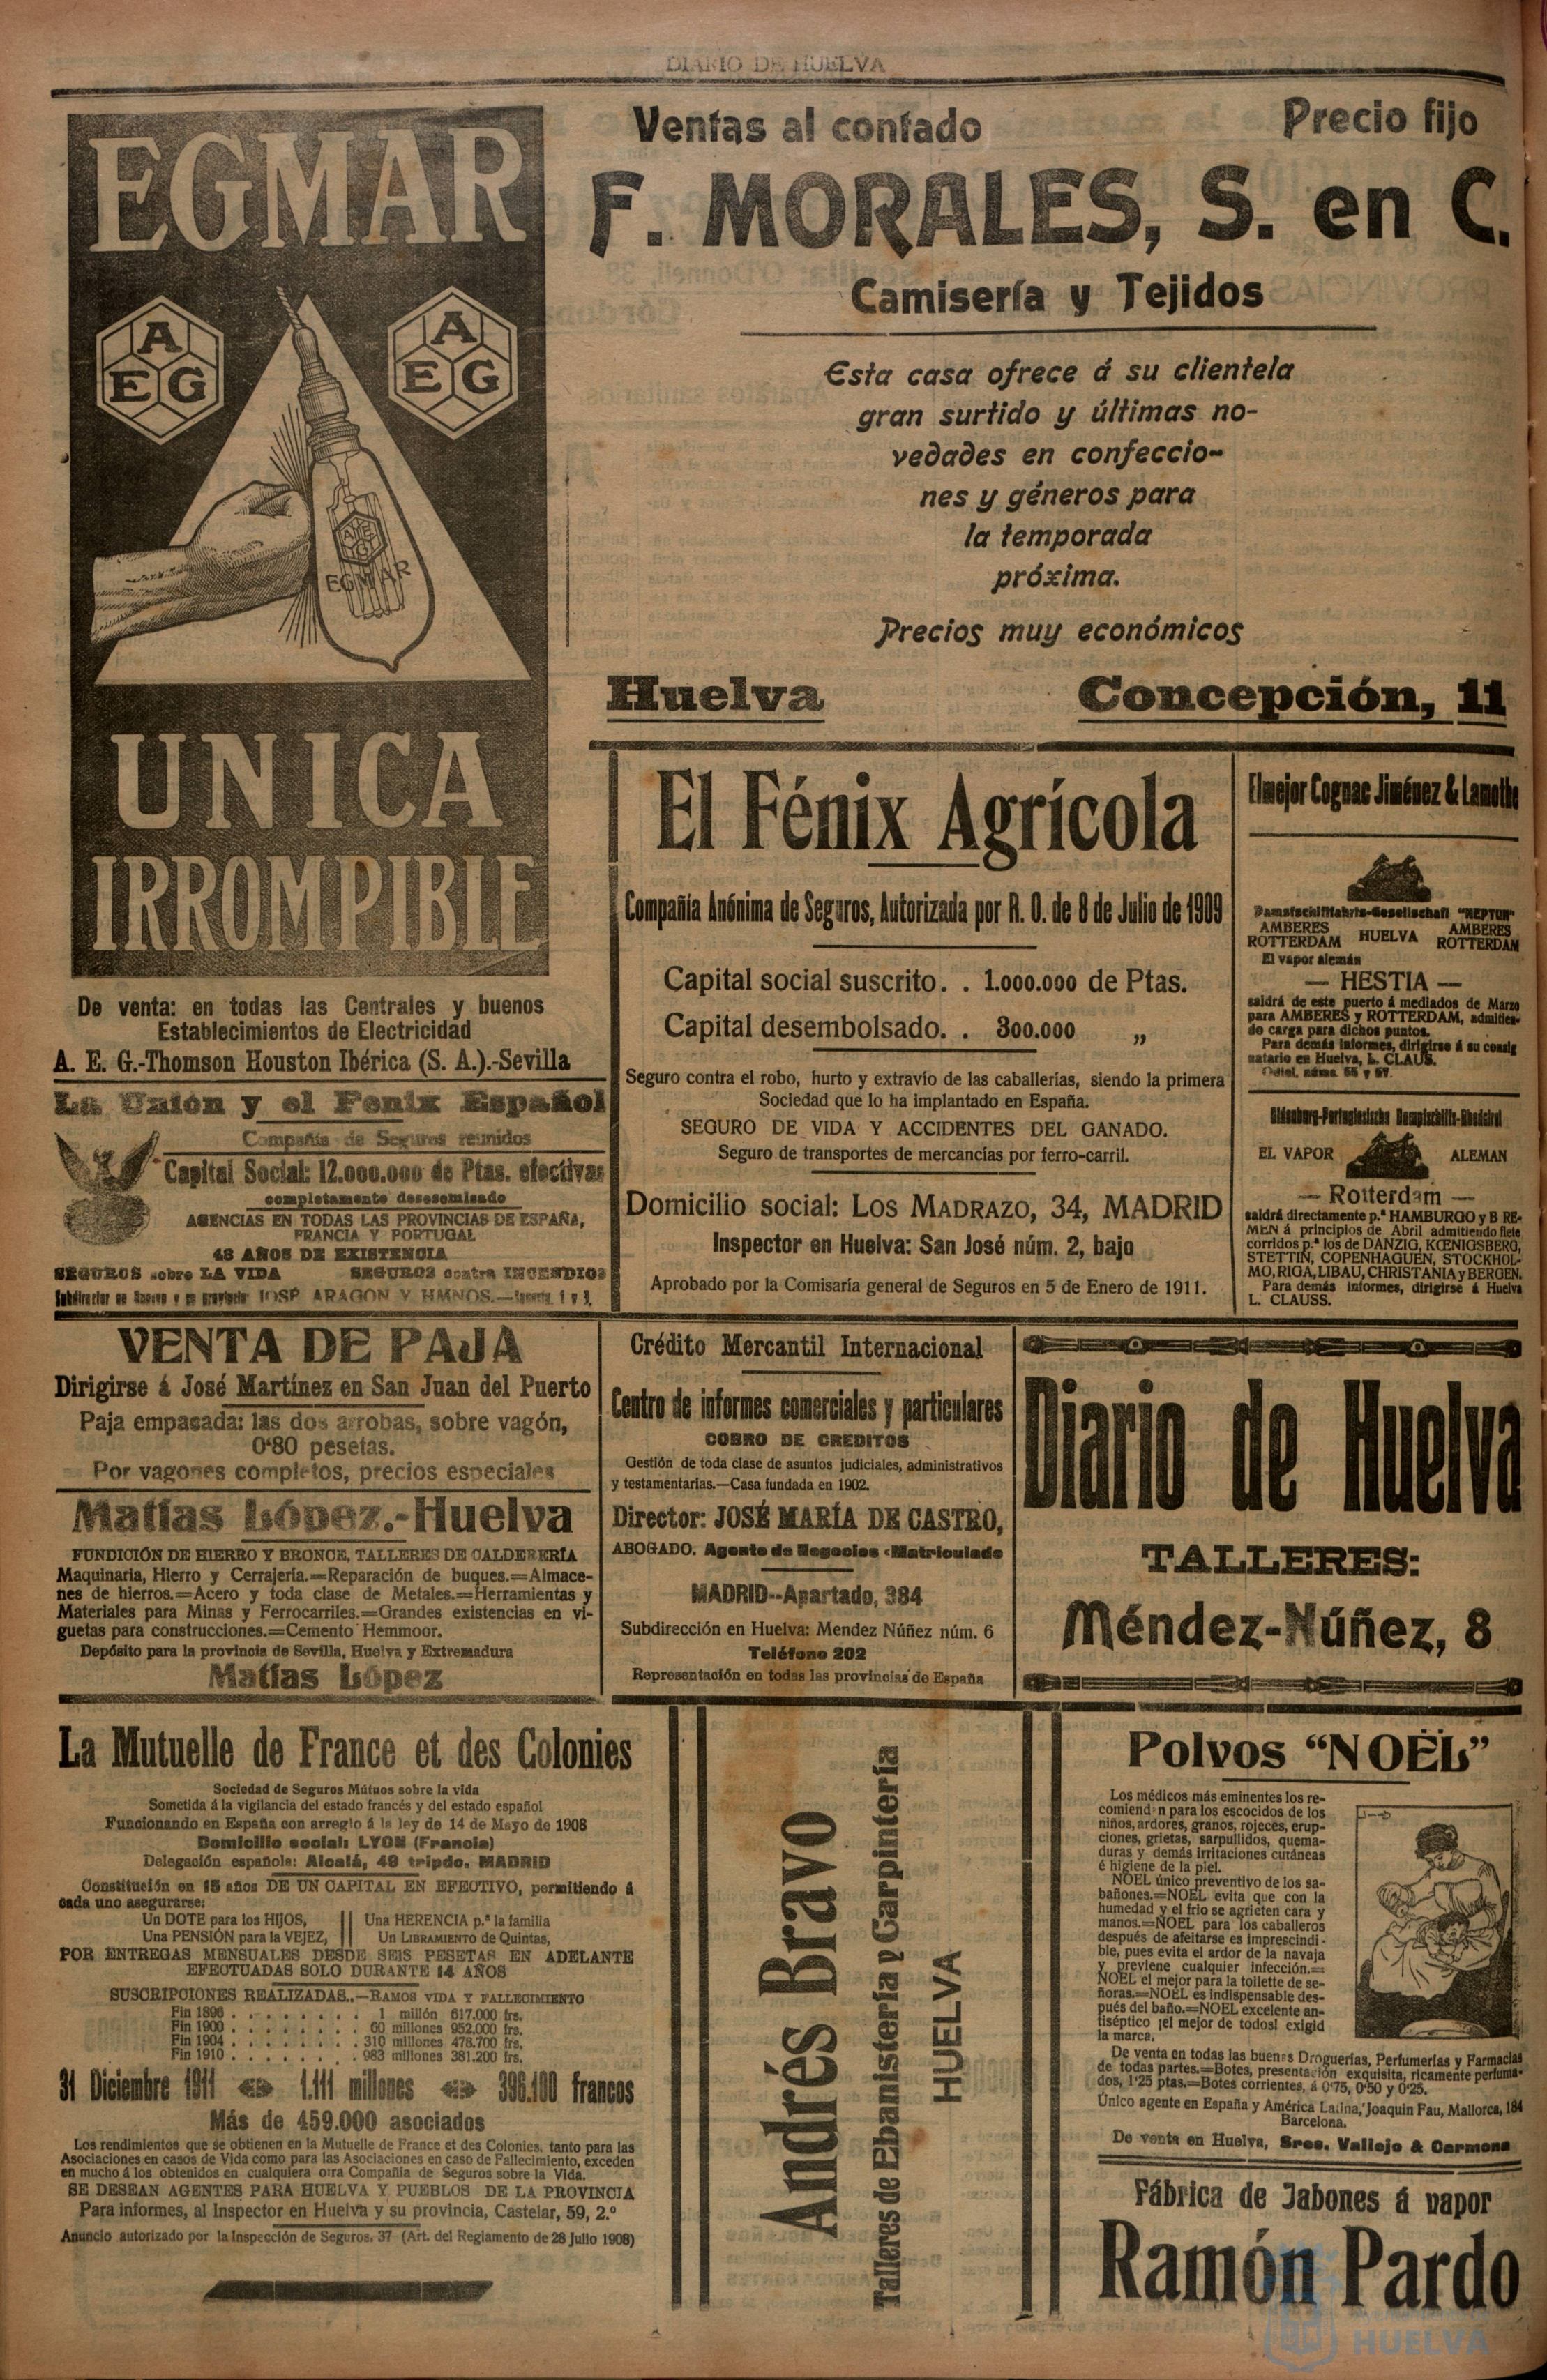 DIARIO DE HUELVA
EGMAR
A
EG
A
EG
A E
G
EGMAR
UNICA
IRROMPIBLE
De venta: en todas las Centrales y buenos
Establecimientos de Electricidad
A. E. G.-Thomson Houston Ibérica (S. A.).-Sevilla
Ventas al contado
Precio fijo
F. MORALES, S. en C.
Camisería y Tejidos
Esta casa ofrece á su clientela
gran surtido y últimas no-
vedades en confeccio-
nes y géneros para
la temporada
próxima.
Precios muy económicos
Huelva
Concepción, 11
La Unión y el Fenix Español
Compañía de Seguros reunidos
Capital Social: 12.000.000 de Ptas. efectivas
completamente
AGENCIAS EN TODAS LAS PROVINCIAS DE ESPAÑA,
FRANCIA Y PORTUGAL
48 AÑOS DE EXISTENCIA
SEGUROS sobre LA VIDA SEGUROS contra INCENDIOS
JOSÉ ARAGON Y HMNOS.
El Fénix Agrícola
Compañía Anónima de Seguros, Autorizada por R. O. de 8 de Julio de 1909
Capital social suscrito. . 1.000.000 de Ptas.
Capital desembolsado. . 300.000 „
Seguro contra el robo, hurto y extravío de las caballerías, siendo la primera
Sociedad que lo ha implantado en España.
SEGURO DE VIDA Y ACCIDENTES DEL GANADO.
Seguro de transportes de mercancías por ferro-carril.
Domicilio social: LOS MADRAZO, 34, MADRID
Inspector en Huelva: San José núm. 2, bajo
Aprobado por la Comisaría general de Seguros en 5 de Enero de 1911.
El mejor Cognac Jiménez & Lamothe
Damsfschifffahris-Gesellschaft "NEPTUN"
AMBERES
ROTTERDAM
HUELVA
AMBERES
ROTTERDAM
El vapor alemán
— HESTIA —
saldrá de este puerto á mediados de Marzo
para AMBERES y ROTTERDAM, admitien-
do carga para dichos puntos.
Para demás informes, dirigirse á su consig
natario en Huelva, L. CLAUS.
Odiel, núms. 55 y 57.
Oldenburg-Portugiesische Dampfschiffs-Rhederei
EL VAPOR
ALEMAN
— Rotterdam —
saldrá directamente p.ª HAMBURGO y B RE-
MEN á principios de Abril admitiendo flete
corridos p.ª los de DANZIG, KŒNIGSBERG,
STETTIN, COPENHAGUEN, STOCKHOL-
MO, RIGA, LIBAU, CHRISTANIA y BERGEN.
Para demás informes, dirigirse á Huelva
L. CLAUSS.
VENTA DE PAJA
Dirigirse á José Martínez en San Juan del Puerto
Paja empacada: las dos arrobas, sobre vagón,
0'80 pesetas.
Por vagones completos, precios especiales
Matías López.-Huelva
FUNDICIÓN DE HIERRO Y BRONCE, TALLERES DE CALDERERÍA
Maquinaria, Hierro y Cerrajería.=Reparación de buques.=Almace-
nes de hierros.=Acero y toda clase de Metales.=Herramientas y
Materiales para Minas y Ferrocarriles.=Grandes existencias en vi-
guetas para construcciones.=Cemento Hemmoor.
Depósito para la provincia de Sevilla, Huelva y Extremadura
Matías López
Crédito Mercantil Internacional
Centro de informes comerciales y particulares
COBRO DE CREDITOS
Gestión de toda clase de asuntos judiciales, administrativos
y testamentarías.—Casa fundada en 1902.
Director: JOSÉ MARÍA DE CASTRO,
ABOGADO. Agente de Negocios Matriculado
MADRID--Apartado, 384
Subdirección en Huelva: Mendez Núñez núm. 6
Teléfono 202
Representación en todas las provincias de España
Diario de Huelva
TALLERES:
Méndez-Núñez, 8
La Mutuelle de France et des Colonies
Sociedad de Seguros Mútuos sobre la vida
Sometida á la vigilancia del estado francés y del estado español
Funcionando en España con arreglo á la ley de 14 de Mayo de 1908
Domicilio social: LYON (Francia)
Delegación española: Alcalá, 49 tripdo. MADRID
Constitución en 15 años DE UN CAPITAL EN EFECTIVO, permitiendo á
cada uno asegurarse:
Un DOTE para los HIJOS,
Una PENSIÓN para la VEJEZ,
Una HERENCIA p.ª la familia
Un LIBRAMIENTO de Quintas,
POR ENTREGAS MENSUALES DESDE SEIS PESETAS EN ADELANTE
EFECTUADAS SOLO DURANTE 14 AÑOS
SUSCRIPCIONES REALIZADAS..—RAMOS VIDA Y FALLECIMIENTO
Fin 1896 . . . . . . . . 1 millón 617.000 frs.
Fin 1900 . . . . . . . . 60 millones 952.000 frs.
Fin 1904 . . . . . . . . 310 millones 478.700 frs.
Fin 1910 . . . . . . . . 983 millones 381.200 frs.
31 Diciembre 1911 1.111 millones 396.100 francos
Más de 459.000 asociados
Los rendimientos que se obtienen en la Mutuelle de France et des Colonies, tanto para las
Asociaciones en casos de Vida como para las Asociaciones en caso de Fallecimiento, exceden
en mucho á los obtenidos en cualquiera otra Compañía de Seguros sobre la Vida.
SE DESEAN AGENTES PARA HUELVA Y PUEBLOS DE LA PROVINCIA
Para informes, al Inspector en Huelva y su provincia, Castelar, 59, 2.º
Anuncio autorizado por la Inspección de Seguros. 37 (Art. del Reglamento de 28 Julio 1908)
Andrés Bravo
Talleres de Ebanistería y Carpintería
HUELVA
Polvos "NOËL"
Los médicos más eminentes los re-
comiend n para los escocidos de los
niños, ardores, granos, rojeces, erup-
ciones, grietas, sarpullidos, quema-
duras y demás irritaciones cutáneas
é higiene de la piel.
NOEL único preventivo de los sa-
bañones.=NOEL evita que con la
humedad y el frío se agrieten cara y
manos.=NOEL para los caballeros
después de afeitarse es imprescindi-
ble, pues evita el ardor de la navaja
y previene cualquier infección.=
NOEL el mejor para la toilette de se-
ñoras.=NOEL es indispensable des-
pués del baño.=NOEL excelente an-
tiséptico ¡el mejor de todos! exigid
la marca.
De venta en todas las buenas Droguerías, Perfumerías y Farmacias
de todas partes.=Botes, presentación exquisita, ricamente perfuma-
dos, 1'25 ptas.=Botes corrientes, á 0'75, 0'50 y 0'25.
Único agente en España y América Latina, Joaquin Fau, Mallorca, 184
Barcelona.
De venta en Huelva, Sres. Vallejo & Carmona
Fábrica de Jabones á vapor
Ramón Pardo
HUELVA